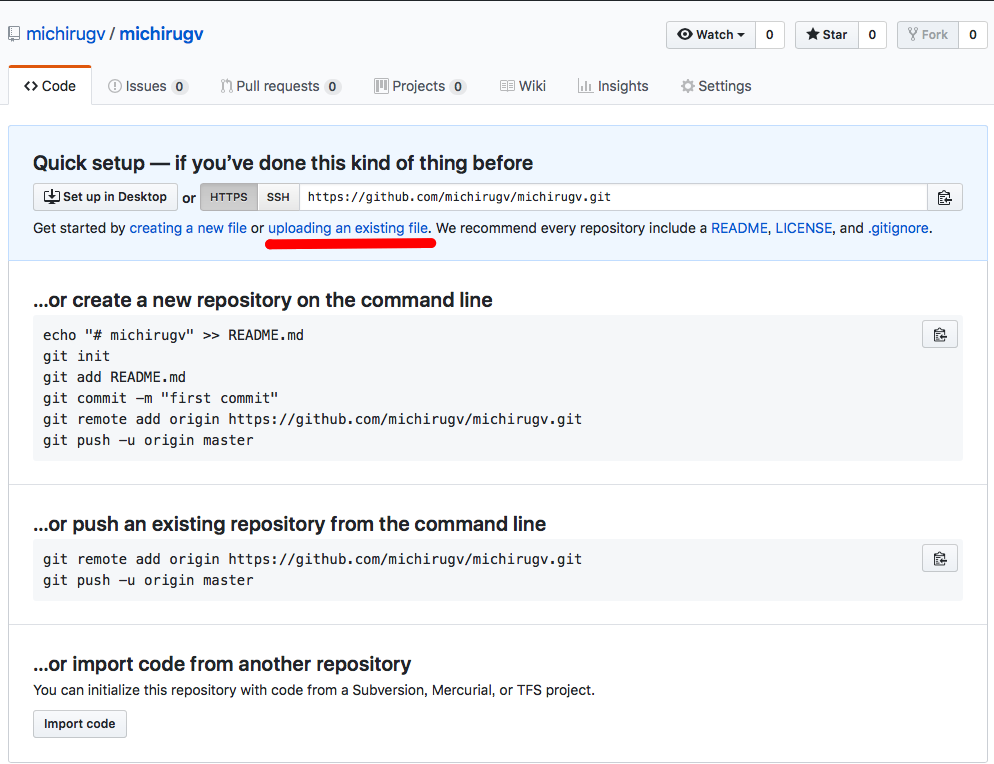 michirugv / michirugv
Watch 0 Star 0 Fork 0
Code Issues 0 Pull requests 0 Projects 0 Wiki Insights Settings
Quick setup — if you’ve done this kind of thing before
Set up in Desktop or HTTPS SSH https://github.com/michirugv/michirugv.git
Get started by creating a new file or uploading an existing file. We recommend every repository include a README, LICENSE, and .gitignore.
…or create a new repository on the command line
echo "# michirugv" >> README.md
git init
git add README.md
git commit -m "first commit"
git remote add origin https://github.com/michirugv/michirugv.git
git push -u origin master
…or push an existing repository from the command line
git remote add origin https://github.com/michirugv/michirugv.git
git push -u origin master
…or import code from another repository
You can initialize this repository with code from a Subversion, Mercurial, or TFS project.
Import code